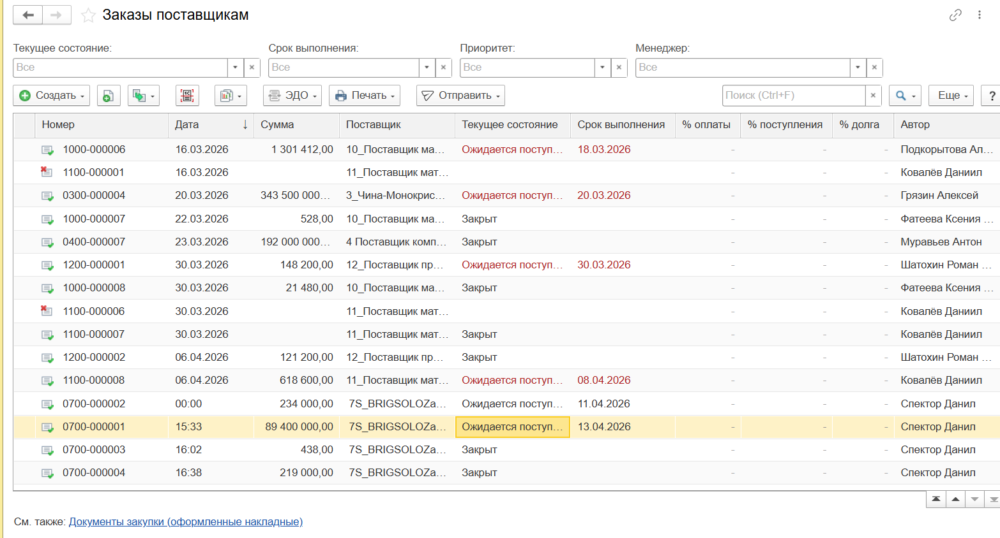 Заказы поставщикам
Текущее состояние: Срок выполнения: Приоритет: Менеджер:
Все Все Все Все
Создать ЭДО Печать Отправить Поиск (Ctrl+F) Еще ?
Номер Дата ↓ Сумма Поставщик Текущее состояние Срок выполнения % оплаты % поступления % долга Автор
1000-000006 16.03.2026 1 301 412,00 10_Поставщик ма... Ожидается поступ... 18.03.2026 - - - Подкорытова Ал...
1100-000001 16.03.2026 11_Поставщик мат... - - - Ковалёв Даниил
0300-000004 20.03.2026 343 500 000... 3_Чина-Монокрис... Ожидается поступ... 20.03.2026 - - - Грязин Алексей
1000-000007 22.03.2026 528,00 10_Поставщик ма... Закрыт - - - Фатеева Ксения ...
0400-000007 23.03.2026 192 000 000... 4 Поставщик комп... Закрыт - - - Муравьев Антон
1200-000001 30.03.2026 148 200,00 12_Поставщик пр... Ожидается поступ... 30.03.2026 - - - Шатохин Роман ...
1000-000008 30.03.2026 21 480,00 10_Поставщик ма... Закрыт - - - Фатеева Ксения ...
1100-000006 30.03.2026 11_Поставщик мат... - - - Ковалёв Даниил
1100-000007 30.03.2026 11_Поставщик мат... Закрыт - - - Ковалёв Даниил
1200-000002 06.04.2026 121 200,00 12_Поставщик пр... Закрыт - - - Шатохин Роман ...
1100-000008 06.04.2026 618 600,00 11_Поставщик мат... Ожидается поступ... 08.04.2026 - - - Ковалёв Даниил
0700-000002 00:00 234 000,00 7S_BRIGSOLOZa... Ожидается поступ... 11.04.2026 - - - Спектор Данил
0700-000001 15:33 89 400 000,00 7S_BRIGSOLOZa... Ожидается поступ... 13.04.2026 - - - Спектор Данил
0700-000003 16:02 438,00 7S_BRIGSOLOZa... Закрыт - - - Спектор Данил
0700-000004 16:38 219 000,00 7S_BRIGSOLOZa... Закрыт - - - Спектор Данил
См. также: Документы закупки (оформленные накладные)